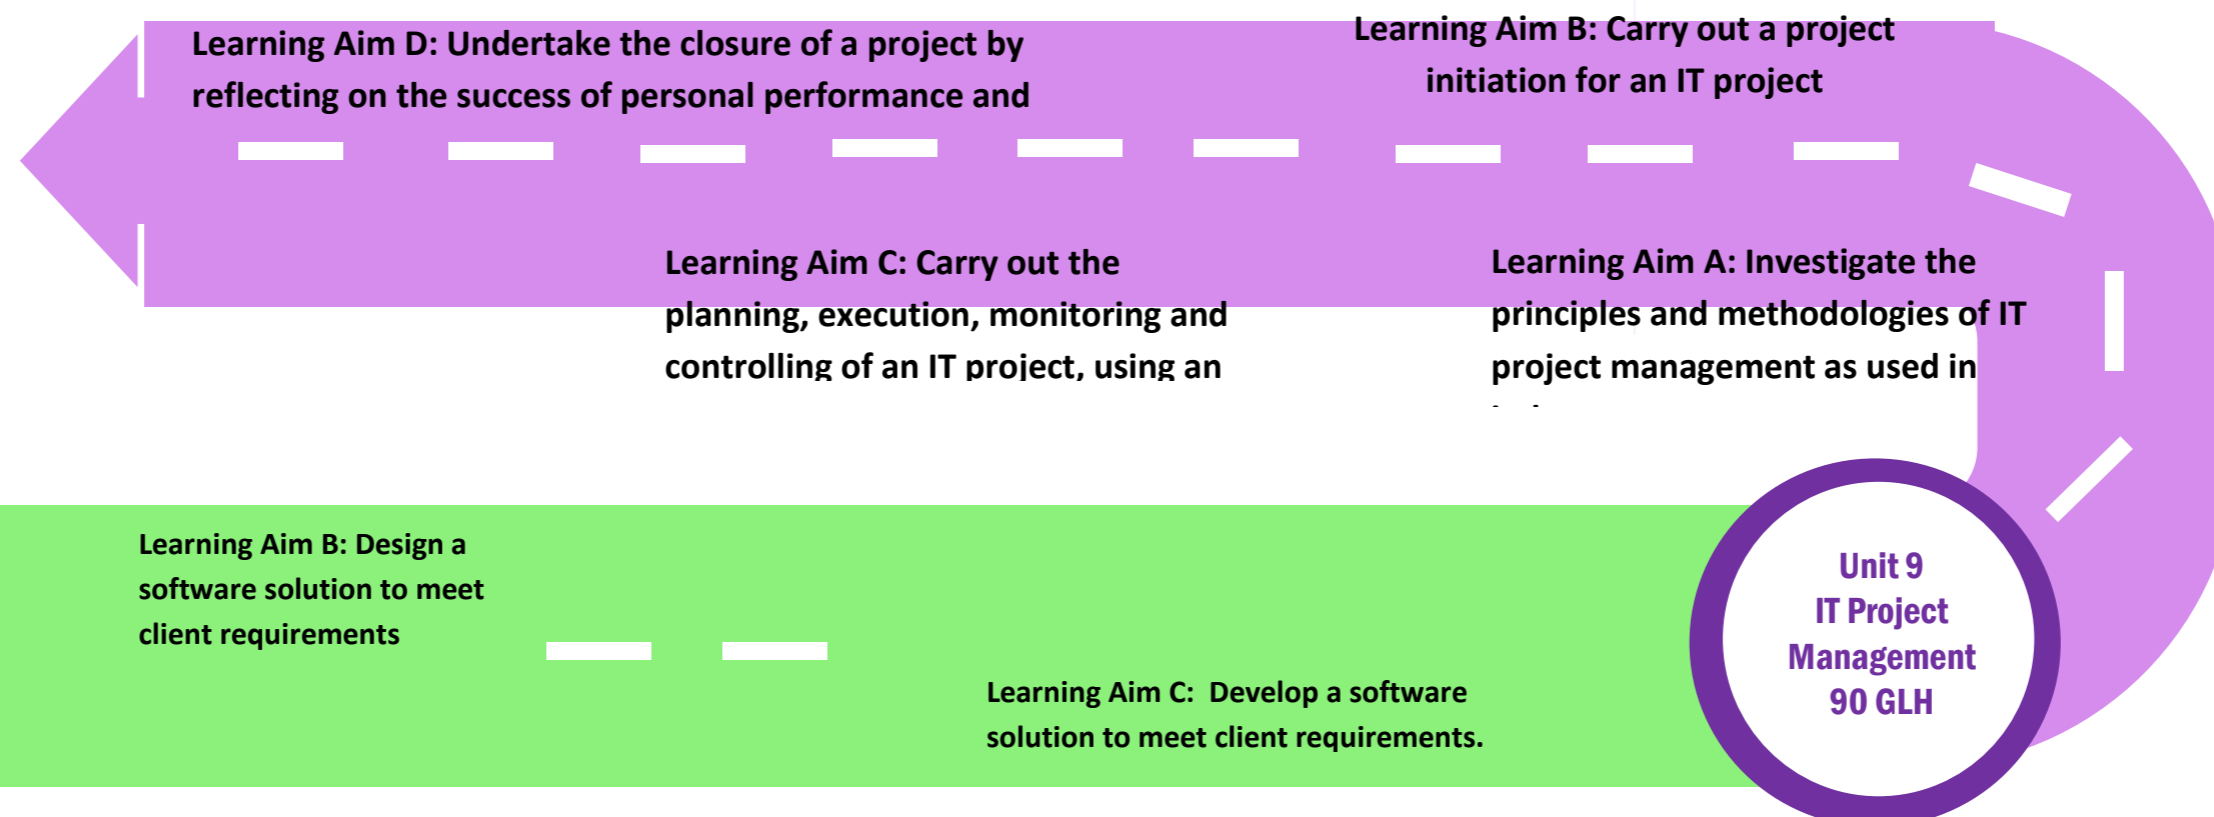 Learning Aim D: Undertake the closure of a project by
reflecting on the success of personal performance and
Learning Aim B: Carry out a project
initiation for an IT project
Learning Aim C: Carry out the
planning, execution, monitoring and
controlling of an IT project, using an
Learning Aim A: Investigate the
principles and methodologies of IT
project management as used in
Learning Aim B: Design a
software solution to meet
client requirements
Learning Aim C:  Develop a software
solution to meet client requirements.
Unit 9
IT Project
Management
90 GLH